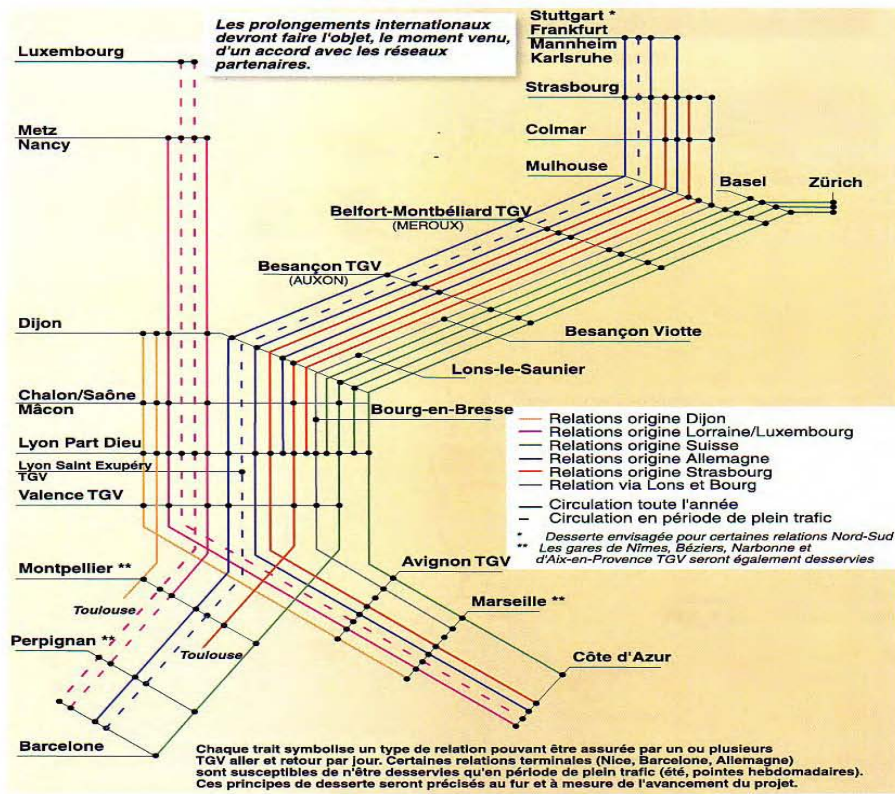 Les prolongements internationaux
devront faire l'objet, le moment venu,
d'un accord avec les réseaux
partenaires.
Stuttgart *
Frankfurt
Mannheim
Karlsruhe
Luxembourg
Strasbourg
Metz
Nancy
Colmar
Mulhouse
Basel
Zürich
Belfort-Montbéliard TGV
(MEROUX)
Besançon TGV
(AUXON)
Dijon
Besançon Viotte
Lons-le-Saunier
Chalon/Saône
Mâcon
Bourg-en-Bresse
Lyon Part Dieu
Lyon Saint Exupéry
TGV
Valence TGV
Relations origine Dijon
Relations origine Lorraine/Luxembourg
Relations origine Suisse
Relations origine Allemagne
Relations origine Strasbourg
Relation via Lons et Bourg
Circulation toute l'année
Circulation en période de plein trafic
* Desserte envisagée pour certaines relations Nord-Sud
** Les gares de Nîmes, Béziers, Narbonne et
d'Aix-en-Provence TGV seront également desservies
Avignon TGV
Montpellier **
Toulouse
Marseille **
Perpignan **
Toulouse
Côte d'Azur
Barcelone
Chaque trait symbolise un type de relation pouvant être assurée par un ou plusieurs
TGV aller et retour par jour. Certaines relations terminales (Nice, Barcelone, Allemagne)
sont susceptibles de n'être desservies qu'en période de plein trafic (été, pointes hebdomadaires).
Ces principes de desserte seront précisés au fur et à mesure de l'avancement du projet.